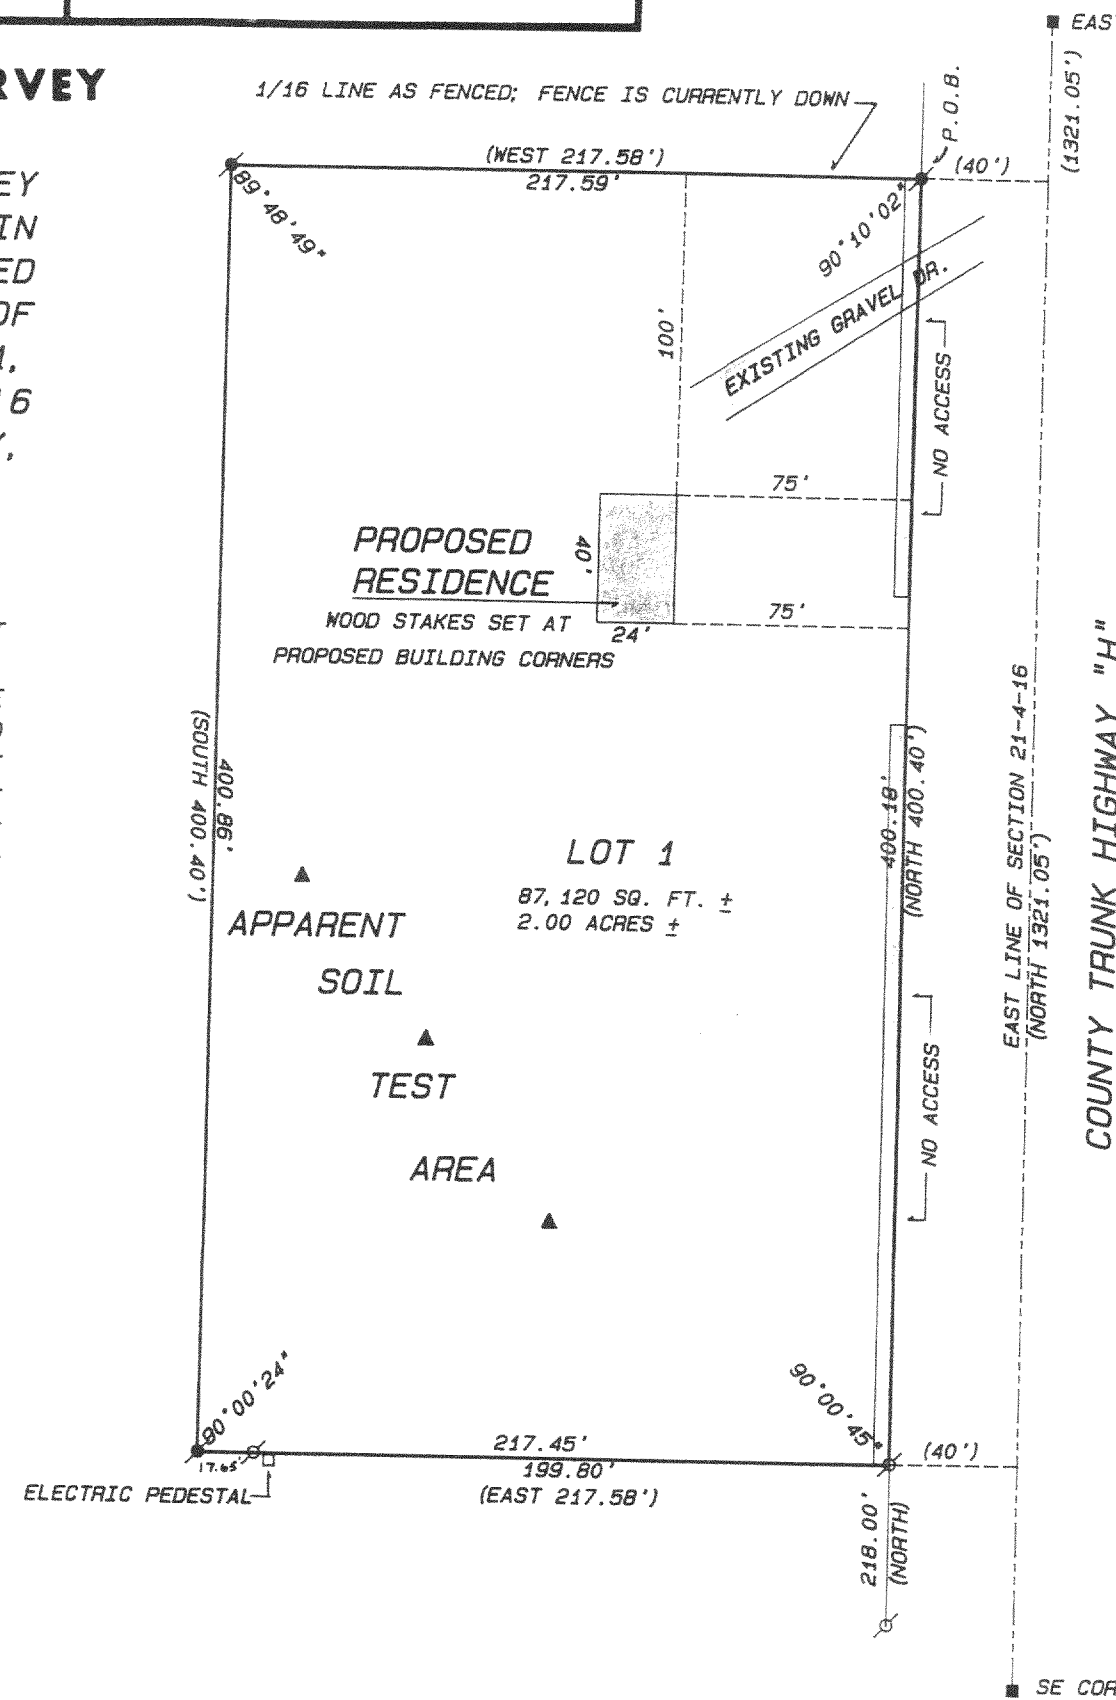 RVEY
EAS
(1321.05')
1/16 LINE AS FENCED; FENCE IS CURRENTLY DOWN
P.O.B.
(WEST 217.58')
217.59'
(40')
EY
IN
ED
OF
16
89°48'49"
90°10'02"
EXISTING GRAVEL DR.
100'
NO ACCESS
75'
PROPOSED
RESIDENCE
40'
WOOD STAKES SET AT
PROPOSED BUILDING CORNERS
24'
75'
400.86'
(SOUTH 400.40')
400.18'
(NORTH 400.40')
EAST LINE OF SECTION 21-4-16
(NORTH 1321.05')
COUNTY TRUNK HIGHWAY "H"
LOT 1
87,120 SQ. FT. ±
2.00 ACRES ±
APPARENT
SOIL
TEST
AREA
NO ACCESS
90°00'24"
90°00'45"
217.45'
17.65'
199.80'
(EAST 217.58')
(40')
ELECTRIC PEDESTAL
218.00'
(NORTH)
SE COR